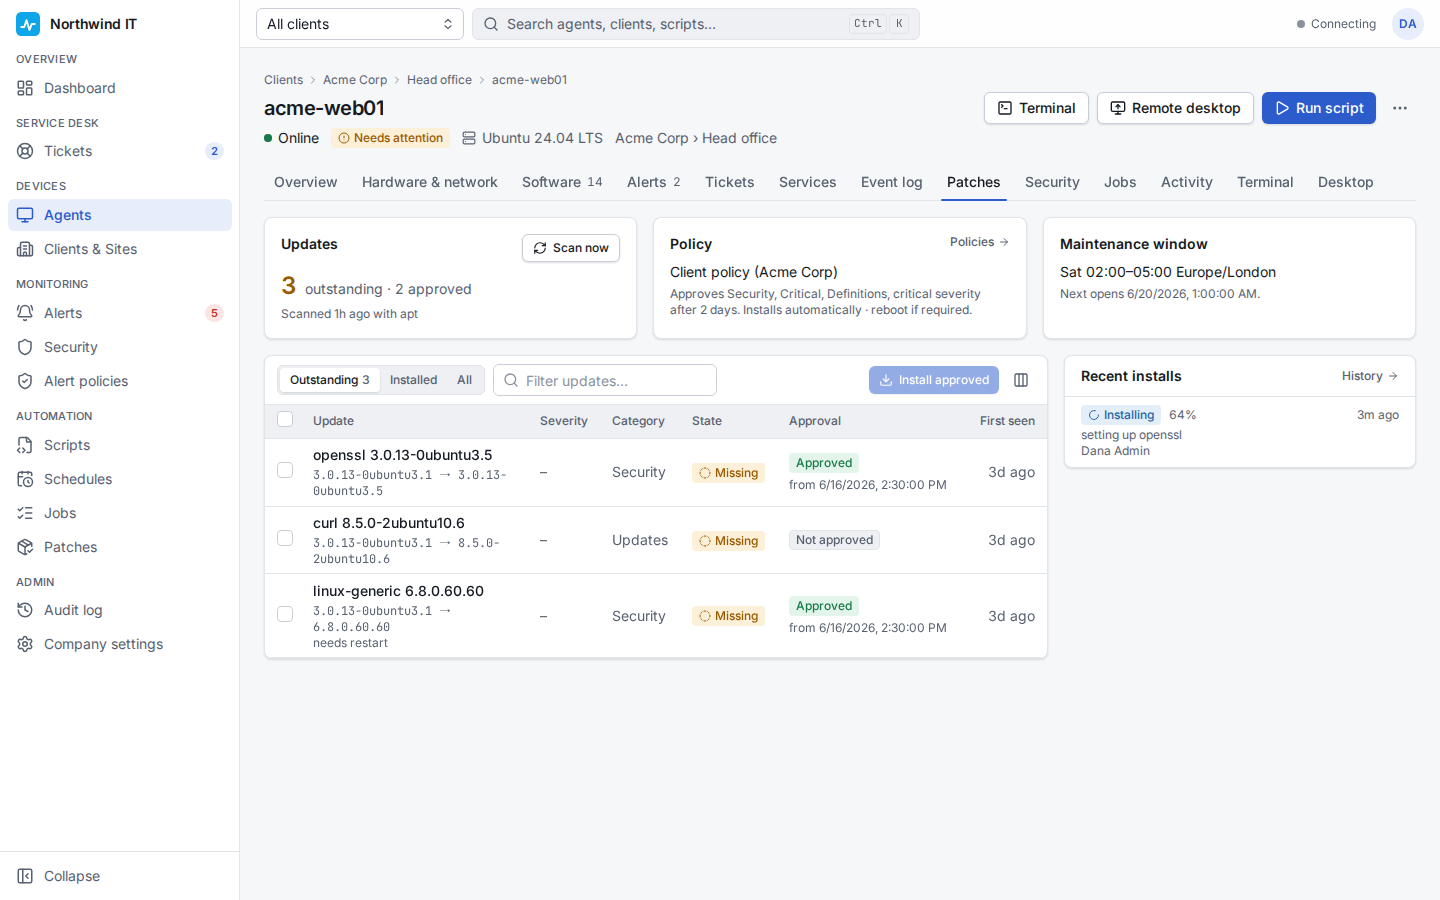 Northwind IT
All clients
Search agents, clients, scripts...
Ctrl K
Connecting
DA
OVERVIEW
Dashboard
SERVICE DESK
Tickets 2
DEVICES
Agents
Clients & Sites
MONITORING
Alerts 5
Security
Alert policies
AUTOMATION
Scripts
Schedules
Jobs
Patches
ADMIN
Audit log
Company settings
Collapse
Clients > Acme Corp > Head office > acme-web01
acme-web01
Terminal
Remote desktop
Run script
Online
Needs attention
Ubuntu 24.04 LTS
Acme Corp › Head office
Overview Hardware & network Software 14 Alerts 2 Tickets Services Event log Patches Security Jobs Activity Terminal Desktop
Updates
Scan now
3 outstanding · 2 approved
Scanned 1h ago with apt
Policy
Policies →
Client policy (Acme Corp)
Approves Security, Critical, Definitions, critical severity
after 2 days. Installs automatically · reboot if required.
Maintenance window
Sat 02:00–05:00 Europe/London
Next opens 6/20/2026, 1:00:00 AM.
Outstanding 3 Installed All
Filter updates...
Install approved
Update Severity Category State Approval First seen
openssl 3.0.13-0ubuntu3.5
3.0.13-0ubuntu3.1 → 3.0.13-
0ubuntu3.5
– Security Missing
Approved
from 6/16/2026, 2:30:00 PM
3d ago
curl 8.5.0-2ubuntu10.6
3.0.13-0ubuntu3.1 → 8.5.0-
2ubuntu10.6
– Updates Missing
Not approved
3d ago
linux-generic 6.8.0.60.60
3.0.13-0ubuntu3.1 →
6.8.0.60.60
needs restart
– Security Missing
Approved
from 6/16/2026, 2:30:00 PM
3d ago
Recent installs
History →
Installing 64% 3m ago
setting up openssl
Dana Admin